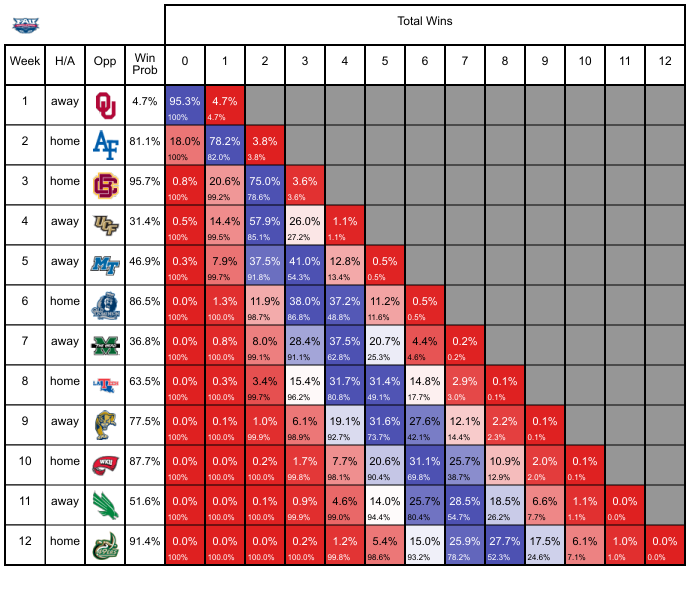 FAU
Total Wins
Week H/A Opp Win Prob 0 1 2 3 4 5 6 7 8 9 10 11 12
1 away OU 4.7% 95.3% 4.7%
100% 4.7%
2 home AF 81.1% 18.0% 78.2% 3.8%
100% 82.0% 3.8%
3 home BC 95.7% 0.8% 20.6% 75.0% 3.6%
100% 99.2% 78.6% 3.6%
4 away UCF 31.4% 0.5% 14.4% 57.9% 26.0% 1.1%
100% 99.5% 85.1% 27.2% 1.1%
5 away MT 46.9% 0.3% 7.9% 37.5% 41.0% 12.8% 0.5%
100% 99.7% 91.8% 54.3% 13.4% 0.5%
6 home 86.5% 0.0% 1.3% 11.9% 38.0% 37.2% 11.2% 0.5%
100% 100.0% 98.7% 86.8% 48.8% 11.6% 0.5%
7 away M 36.8% 0.0% 0.8% 8.0% 28.4% 37.5% 20.7% 4.4% 0.2%
100% 100.0% 99.1% 91.1% 62.8% 25.3% 4.6% 0.2%
8 home LA TECH 63.5% 0.0% 0.3% 3.4% 15.4% 31.7% 31.4% 14.8% 2.9% 0.1%
100% 100.0% 99.7% 96.2% 80.8% 49.1% 17.7% 3.0% 0.1%
9 away 77.5% 0.0% 0.1% 1.0% 6.1% 19.1% 31.6% 27.6% 12.1% 2.2% 0.1%
100% 100.0% 99.9% 98.9% 92.7% 73.7% 42.1% 14.4% 2.3% 0.1%
10 home WKU 87.7% 0.0% 0.0% 0.2% 1.7% 7.7% 20.6% 31.1% 25.7% 10.9% 2.0% 0.1%
100% 100.0% 100.0% 99.8% 98.1% 90.4% 69.8% 38.7% 12.9% 2.0% 0.1%
11 away 51.6% 0.0% 0.0% 0.1% 0.9% 4.6% 14.0% 25.7% 28.5% 18.5% 6.6% 1.1% 0.0%
100% 100.0% 100.0% 99.9% 99.0% 94.4% 80.4% 54.7% 26.2% 7.7% 1.1% 0.0%
12 home 91.4% 0.0% 0.0% 0.0% 0.2% 1.2% 5.4% 15.0% 25.9% 27.7% 17.5% 6.1% 1.0% 0.0%
100% 100.0% 100.0% 100.0% 99.8% 98.6% 93.2% 78.2% 52.3% 24.6% 7.1% 1.0% 0.0%